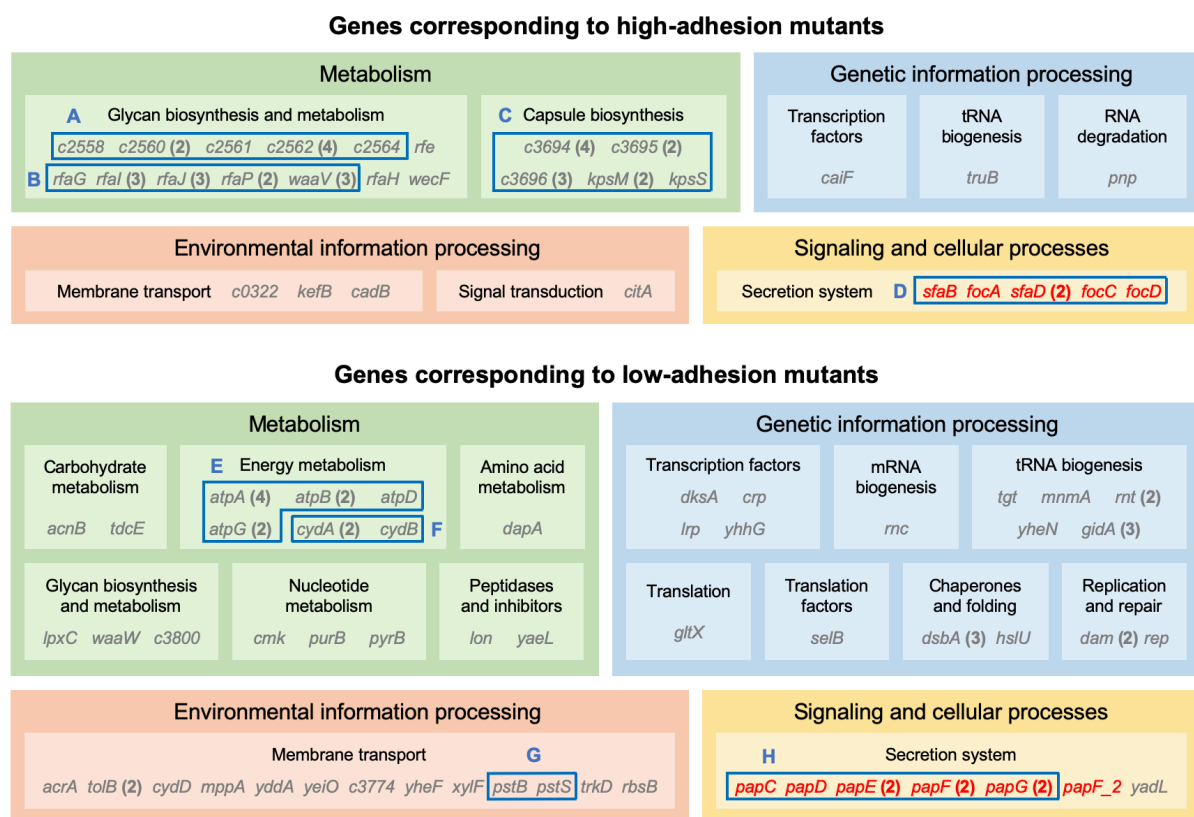 Genes corresponding to high-adhesion mutants
Metabolism
A Glycan biosynthesis and metabolism
c2558 c2560 (2) c2561 c2562 (4) c2564 rfe
B rfaG rfaI (3) rfaJ (3) rfaP (2) waaV (3) rfaH wecF
C Capsule biosynthesis
c3694 (4) c3695 (2)
c3696 (3) kpsM (2) kpsS
Genetic information processing
Transcription
factors
caiF
tRNA
biogenesis
truB
RNA
degradation
pnp
Environmental information processing
Membrane transport c0322 kefB cadB
Signal transduction citA
Signaling and cellular processes
Secretion system D sfaB focA sfaD (2) focC focD
Genes corresponding to low-adhesion mutants
Metabolism
Carbohydrate
metabolism
acnB tdcE
E Energy metabolism
atpA (4) atpB (2) atpD
atpG (2) cydA (2) cydB F
Amino acid
metabolism
dapA
Glycan biosynthesis
and metabolism
lpxC waaW c3800
Nucleotide
metabolism
cmk purB pyrB
Peptidases
and inhibitors
lon yaeL
Genetic information processing
Transcription factors
dksA crp
lrp yhhG
mRNA
biogenesis
rnc
tRNA biogenesis
tgt mnmA rnt (2)
yheN gidA (3)
Translation
gltX
Translation
factors
selB
Chaperones
and folding
dsbA (3) hslU
Replication
and repair
dam (2) rep
Environmental information processing
Membrane transport G
acrA tolB (2) cydD mppA yddA yeiO c3774 yheF xylF pstB pstS trkD rbsB
Signaling and cellular processes
H Secretion system
papC papD papE (2) papF (2) papG (2) papF_2 yadL